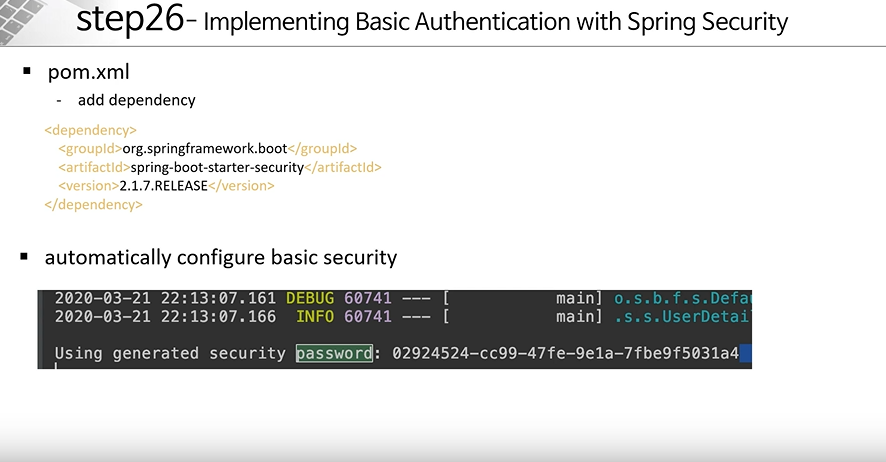 step26- Implementing Basic Authentication with Spring Security
▪ pom.xml
- add dependency
<dependency>
<groupId>org.springframework.boot</groupId>
<artifactId>spring-boot-starter-security</artifactId>
<version>2.1.7.RELEASE</version>
</dependency>
▪ automatically configure basic security
2020-03-21 22:13:07.161 DEBUG 60741 --- [ main] o.s.b.f.s.Defau
2020-03-21 22:13:07.166 INFO 60741 --- [ main] .s.s.UserDetai
Using generated security password: 02924524-cc99-47fe-9e1a-7fbe9f5031a4